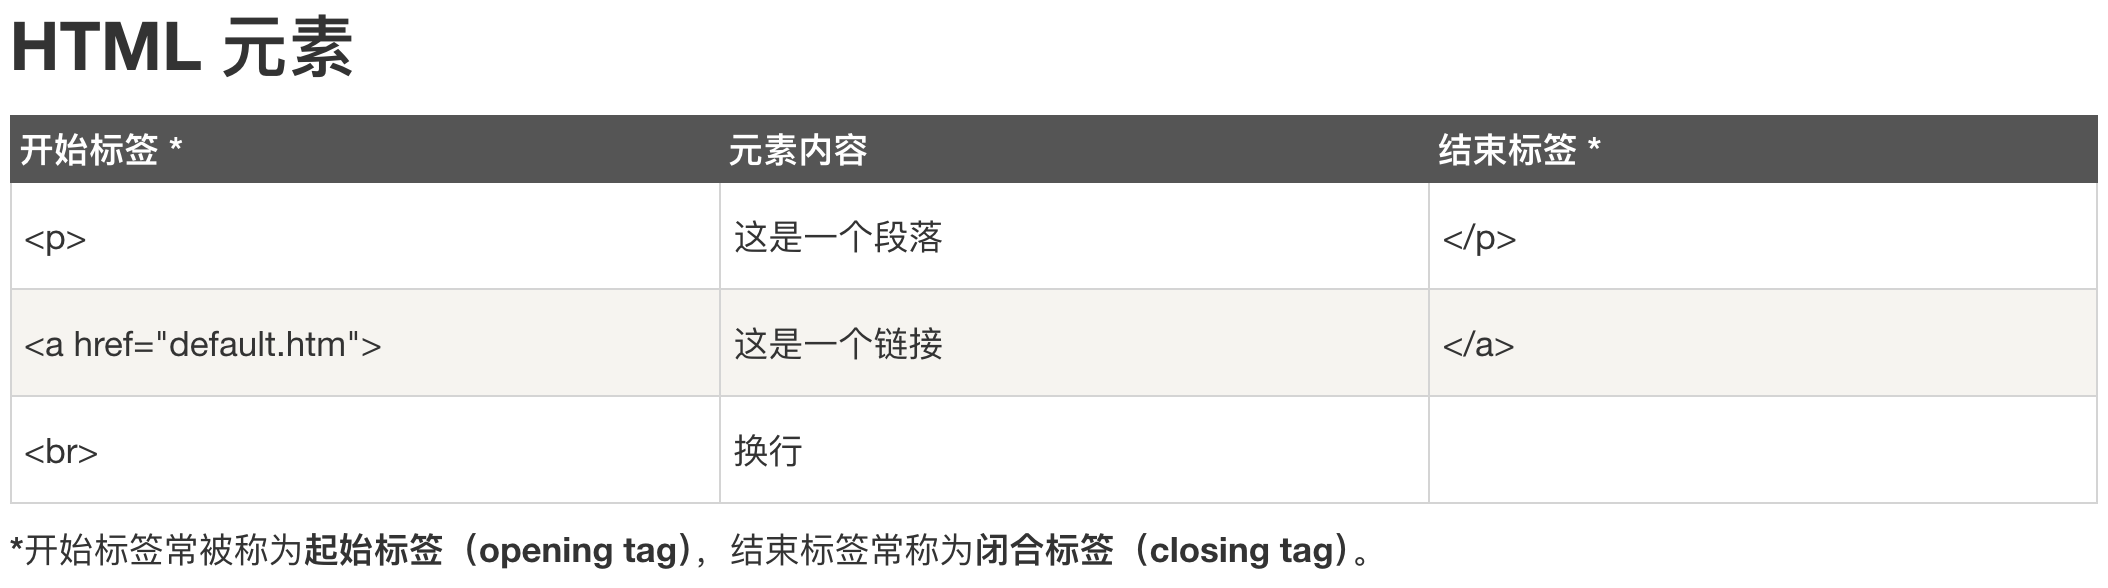 HTML 元素
开始标签 * 元素内容 结束标签 *
<p> 这是一个段落 </p>
<a href="default.htm"> 这是一个链接 </a>
<br> 换行
*开始标签常被称为起始标签（opening tag），结束标签常称为闭合标签（closing tag）。